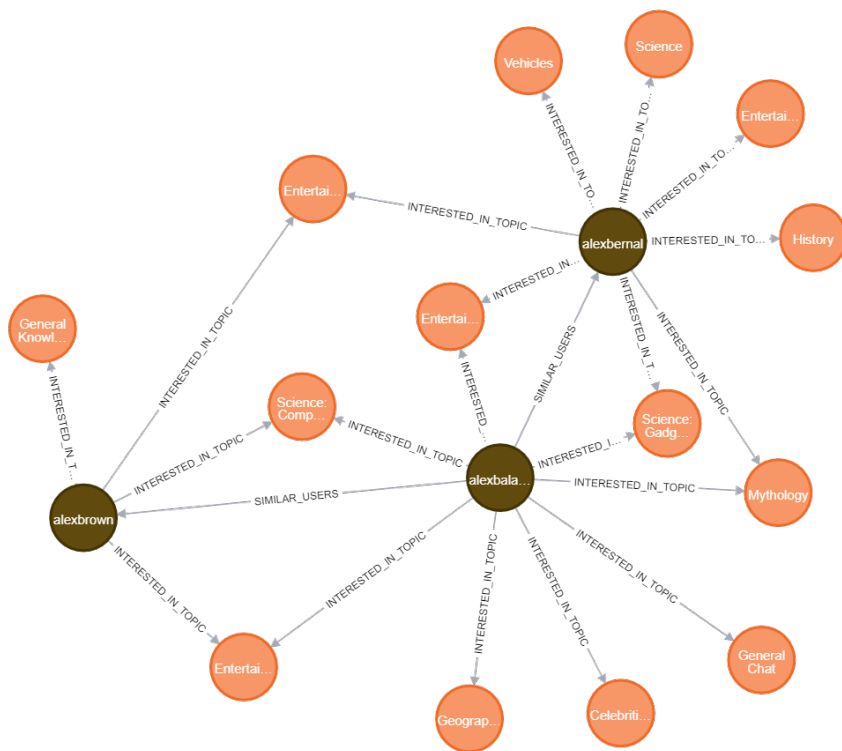 Science
Vehicles
Entertai...
INTERESTED_IN_TO...
INTERESTED_IN_TO...
INTERESTED_IN_TO...
Entertai...
INTERESTED_IN_TOPIC
alexbernal
INTERESTED_IN_TO...
History
INTERESTED_IN...
Entertai...
General
Knowl...
INTERESTED_IN_TOPIC
SIMILAR_USERS
INTERESTED_IN_T...
INTERESTED_IN_TOPIC
INTERESTED_IN_T...
INTERESTED_...
Science:
Comp...
Science:
Gadg...
INTERESTED_IN_TOPIC
INTERESTED_IN_TOPIC
INTERESTED_I...
alexbala...
INTERESTED_IN_TOPIC
Mythology
SIMILAR_USERS
alexbrown
INTERESTED_IN_TOPIC
INTERESTED_IN_TOPIC
INTERESTED_IN_TOPIC
INTERESTED_IN_TOPIC
INTERESTED_IN_TOPIC
Entertai...
General
Chat
Geograp...
Celebriti...